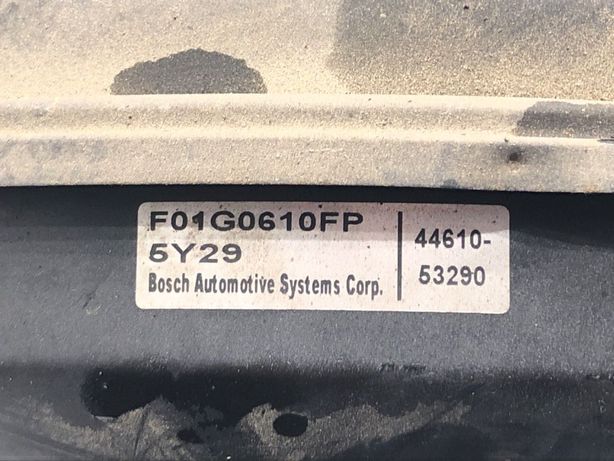 F01G0610FP
5Y29
Bosch Automotive Systems Corp.
44610-
53290